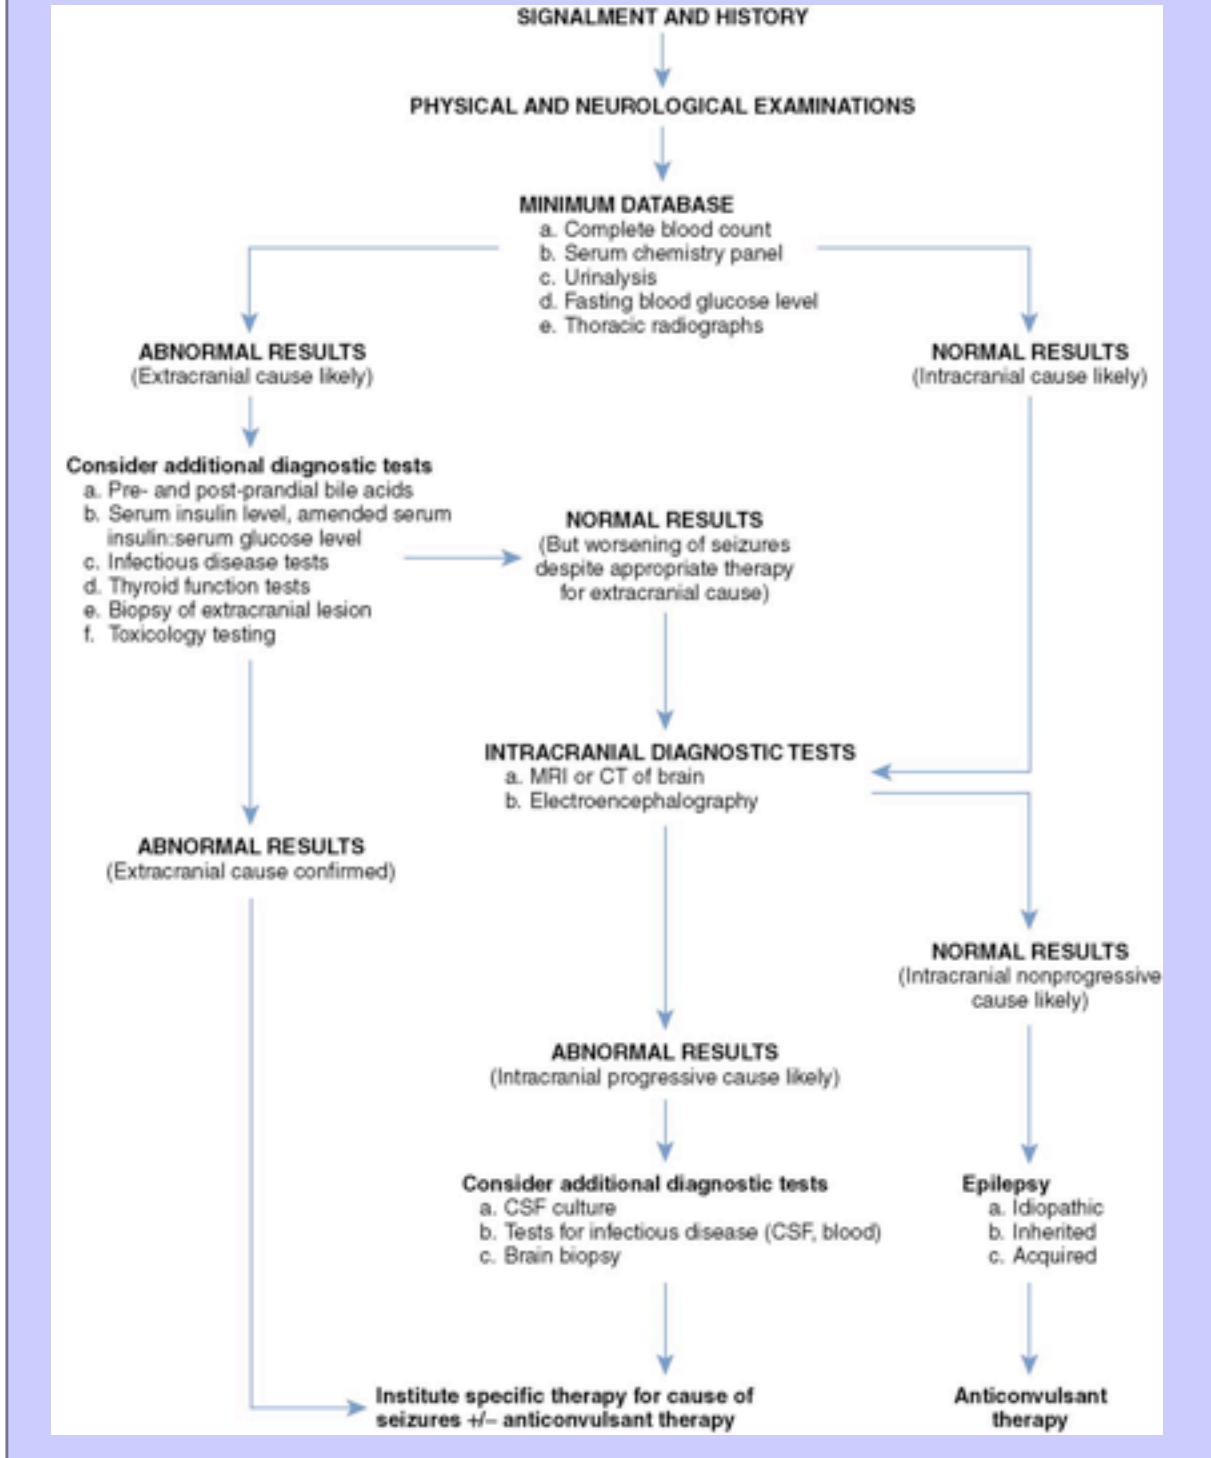 SIGNALMENT AND HISTORY
PHYSICAL AND NEUROLOGICAL EXAMINATIONS
MINIMUM DATABASE
a. Complete blood count
b. Serum chemistry panel
c. Urinalysis
d. Fasting blood glucose level
e. Thoracic radiographs
ABNORMAL RESULTS
(Extracranial cause likely)
NORMAL RESULTS
(Intracranial cause likely)
Consider additional diagnostic tests
a. Pre- and post-prandial bile acids
b. Serum insulin level, amended serum
insulin:serum glucose level
c. Infectious disease tests
d. Thyroid function tests
e. Biopsy of extracranial lesion
f. Toxicology testing
NORMAL RESULTS
(But worsening of seizures
despite appropriate therapy
for extracranial cause)
INTRACRANIAL DIAGNOSTIC TESTS
a. MRI or CT of brain
b. Electroencephalography
ABNORMAL RESULTS
(Extracranial cause confirmed)
NORMAL RESULTS
(Intracranial nonprogressive
cause likely)
ABNORMAL RESULTS
(Intracranial progressive cause likely)
Consider additional diagnostic tests
a. CSF culture
b. Tests for infectious disease (CSF, blood)
c. Brain biopsy
Epilepsy
a. Idiopathic
b. Inherited
c. Acquired
Institute specific therapy for cause of
seizures +/– anticonvulsant therapy
Anticonvulsant
therapy